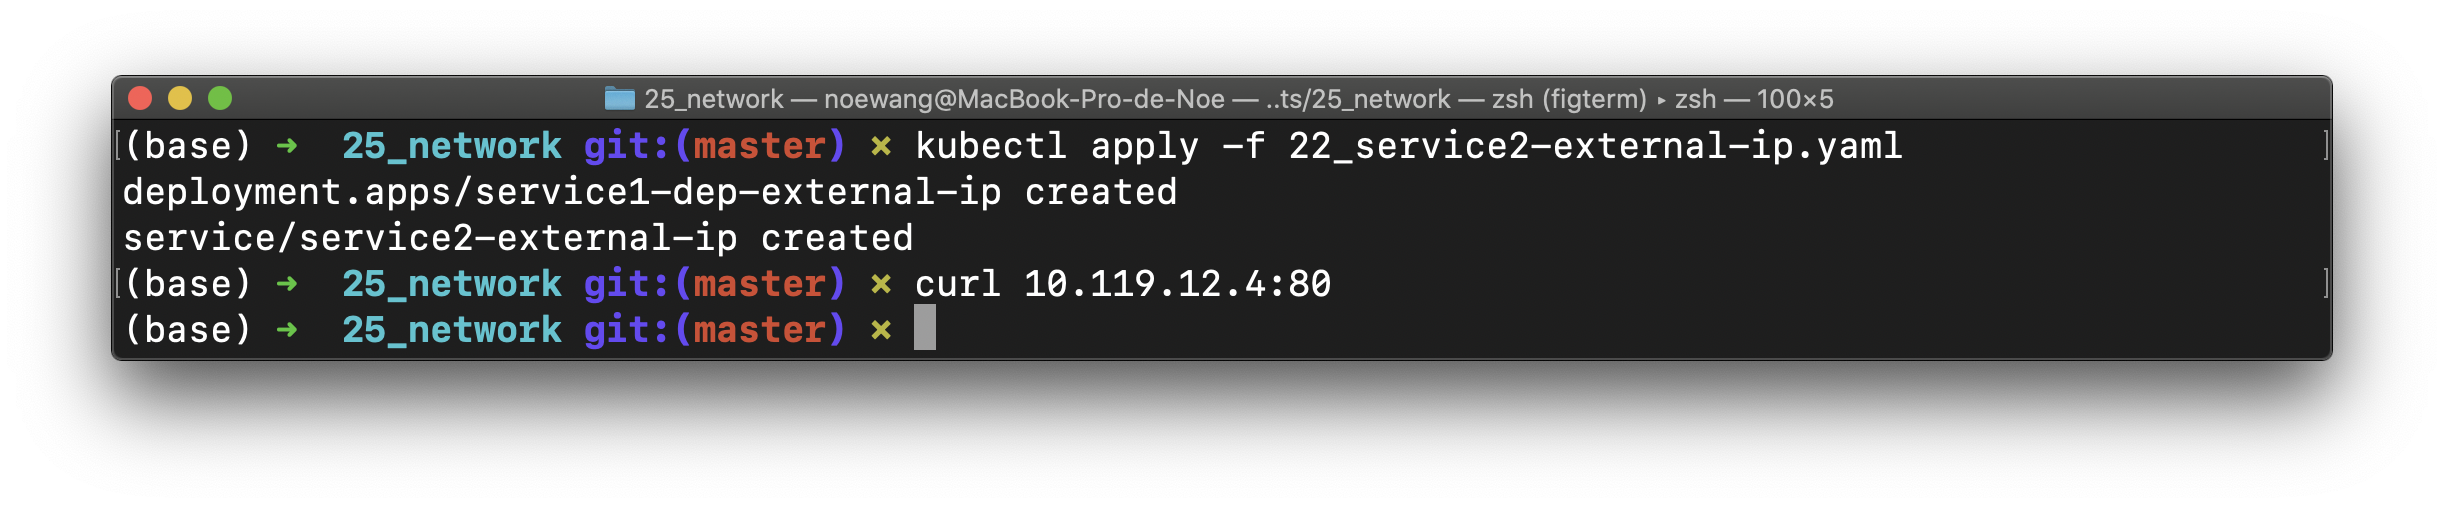 25_network — noewang@MacBook-Pro-de-Noe — ..ts/25_network — zsh (figterm) ▸ zsh — 100×5
[(base) ➜  25_network git:(master) × kubectl apply -f 22_service2-external-ip.yaml ]
deployment.apps/service1-dep-external-ip created
service/service2-external-ip created
[(base) ➜  25_network git:(master) × curl 10.119.12.4:80 ]
(base) ➜  25_network git:(master) ×